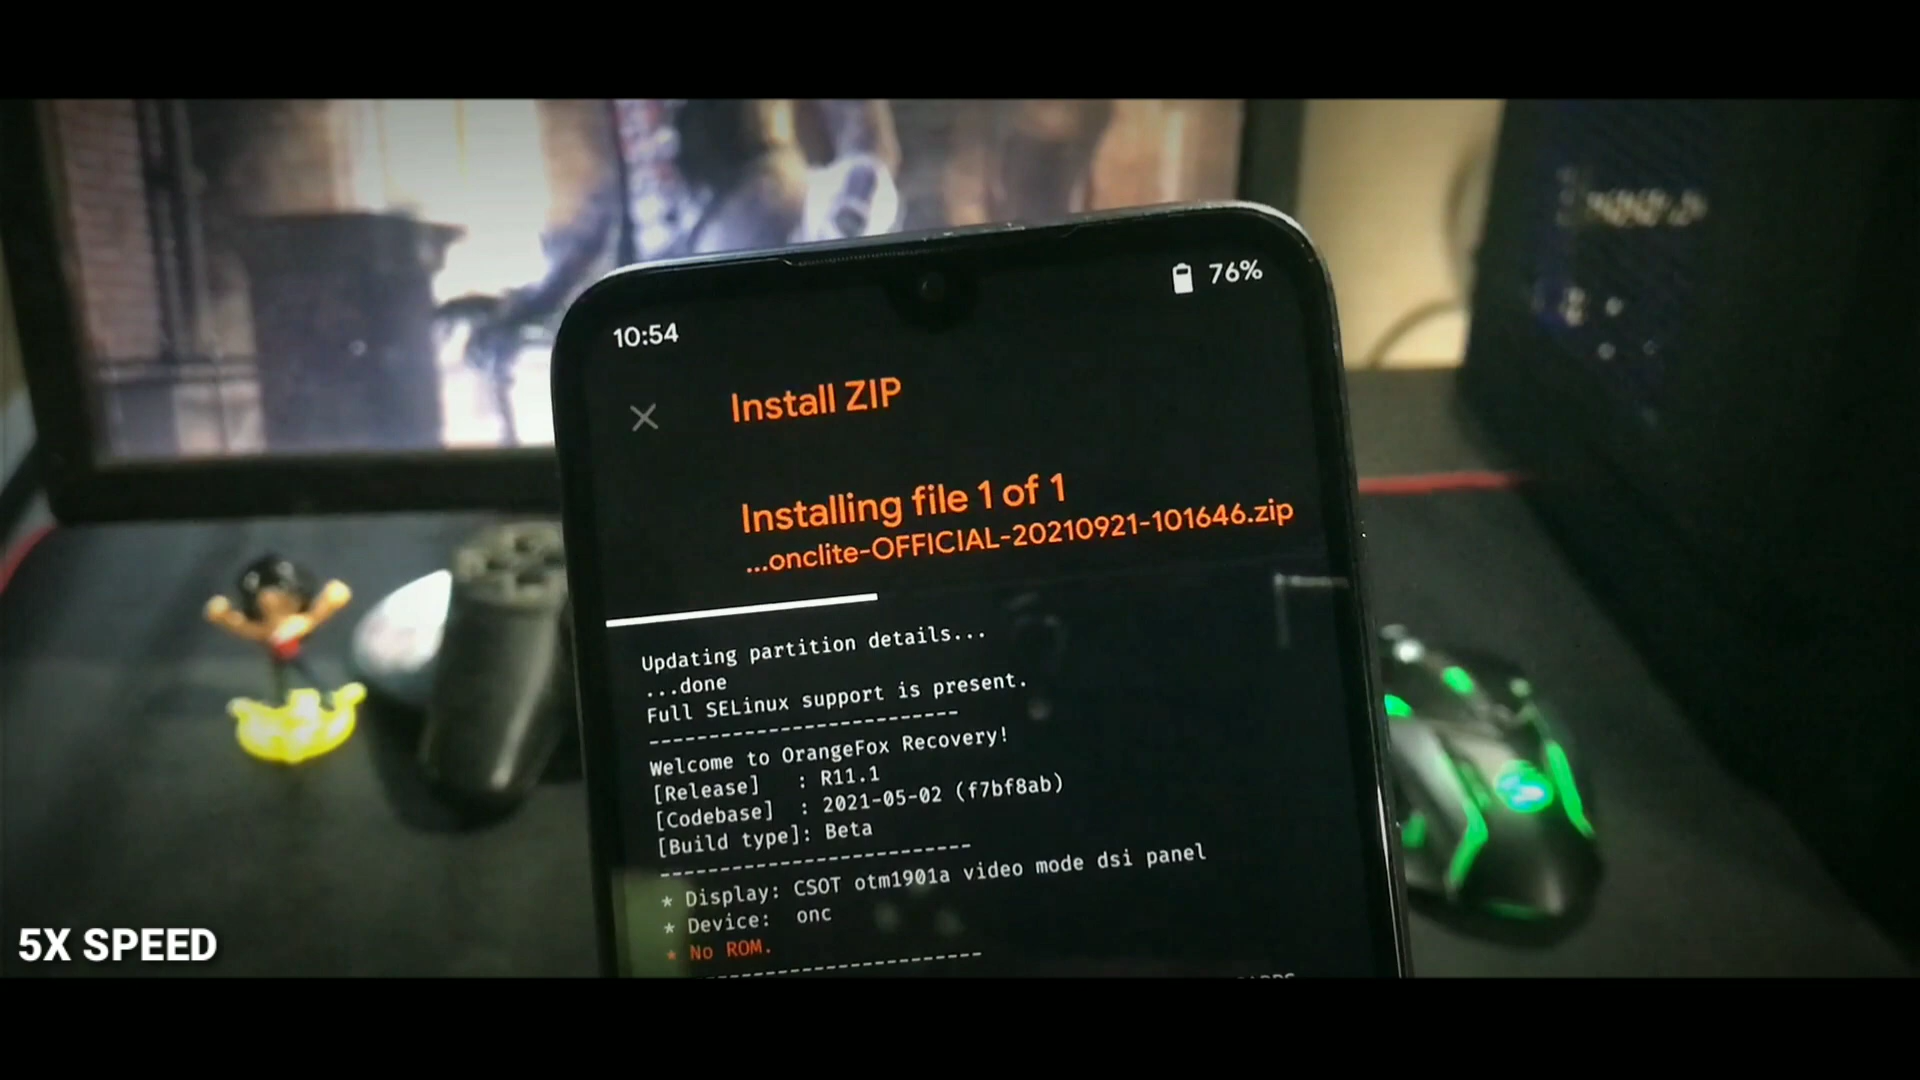 76%
10:54
Install ZIP
Installing file 1 of 1
...onclite-OFFICIAL-20210921-101646.zip
Updating partition details...
...done
Full SELinux support is present.
------------------------
Welcome to OrangeFox Recovery!
[Release]   : R11.1
[Codebase]  : 2021-05-02 (f7bf8ab)
[Build type]: Beta
------------------------
* Display: CSOT otm1901a video mode dsi panel
* Device:  onc
* No ROM.
------------------------
5X SPEED